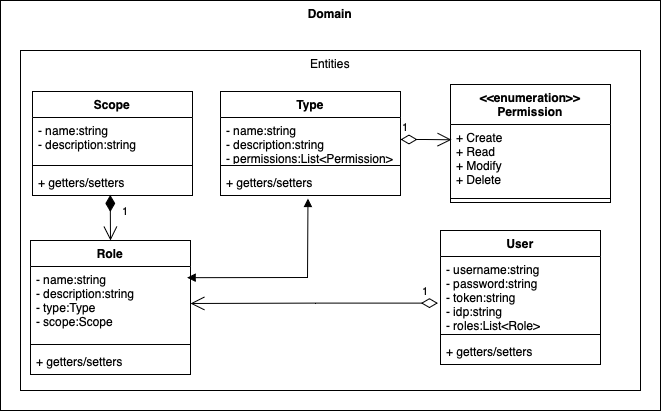 Domain
Entities
Scope
- name:string
- description:string
+ getters/setters
Type
- name:string
- description:string
- permissions:List<Permission>
+ getters/setters
<<enumeration>>
Permission
+ Create
+ Read
+ Modify
+ Delete
1
1
Role
- name:string
- description:string
- type:Type
- scope:Scope
+ getters/setters
1
User
- username:string
- password:string
- token:string
- idp:string
- roles:List<Role>
+ getters/setters